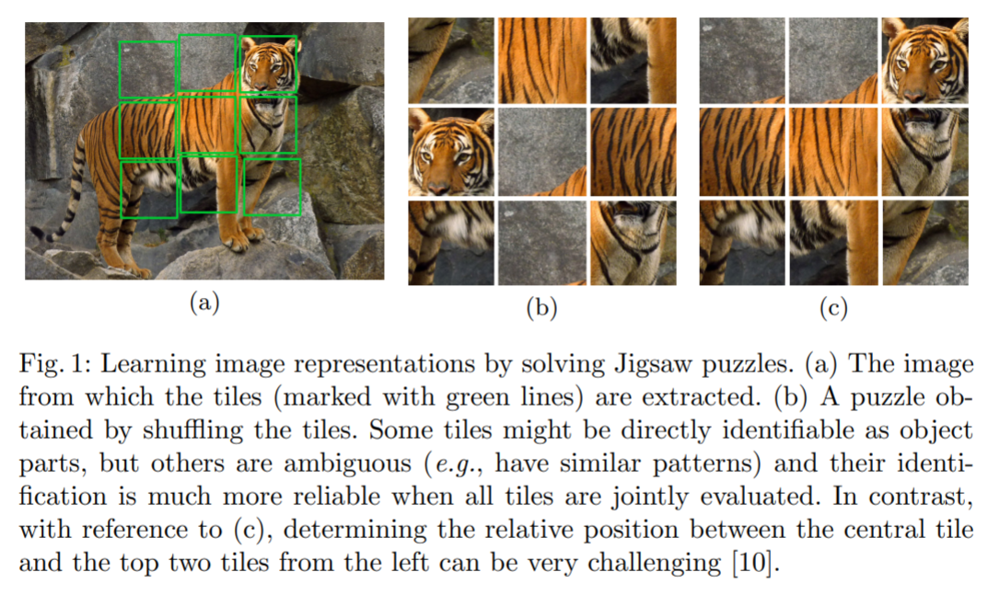 (a)
(b)
(c)
Fig. 1: Learning image representations by solving Jigsaw puzzles. (a) The image
from which the tiles (marked with green lines) are extracted. (b) A puzzle ob-
tained by shuffling the tiles. Some tiles might be directly identifiable as object
parts, but others are ambiguous (e.g., have similar patterns) and their identi-
fication is much more reliable when all tiles are jointly evaluated. In contrast,
with reference to (c), determining the relative position between the central tile
and the top two tiles from the left can be very challenging [10].